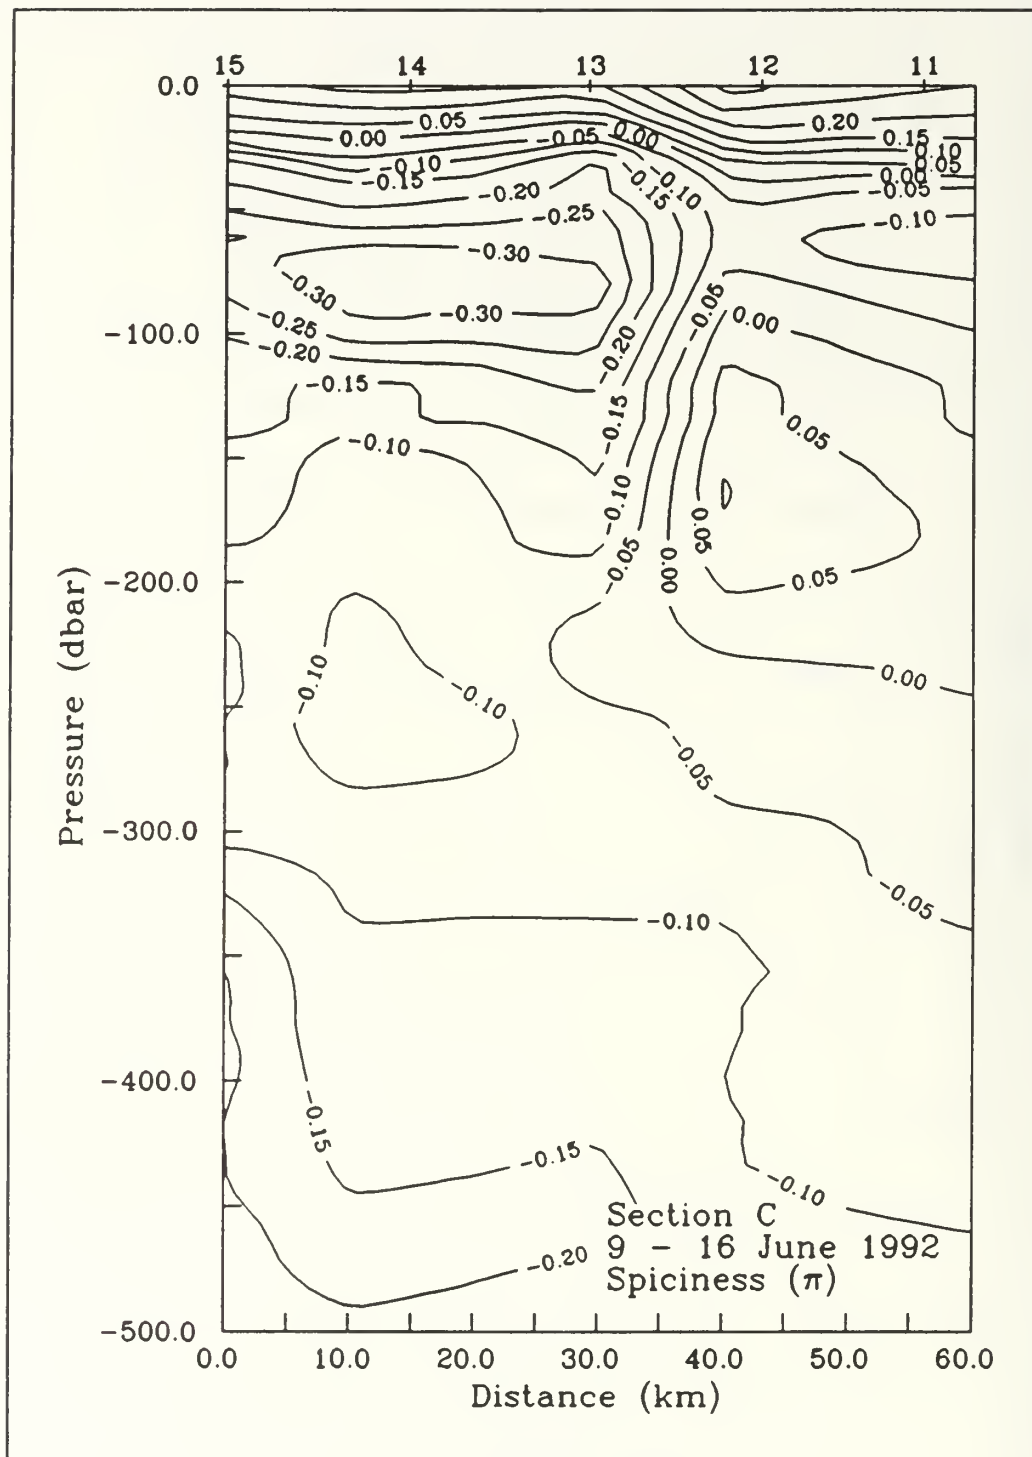 15 14 13 12 11
0.0
0.05 0.20
0.00 -0.05 0.00 0.15
-0.10 -0.10 0.10
-0.15 -0.15 0.05
-0.20 0.00
-0.25 -0.05
-0.30 -0.10
-0.30 -0.30 -0.05
-0.25 0.00
-100.0
-0.20 -0.20
-0.15 -0.15 0.05
-0.10 -0.10
0.05
-0.05 0.00 0.05
-200.0
-0.10 -0.10 0.00
-0.05
Pressure (dbar)
-300.0
-0.05
-0.10
-400.0
-0.15
-0.15 -0.10
-0.20
Section C
9 - 16 June 1992
Spiciness (π)
-500.0
0.0 10.0 20.0 30.0 40.0 50.0 60.0
Distance (km)